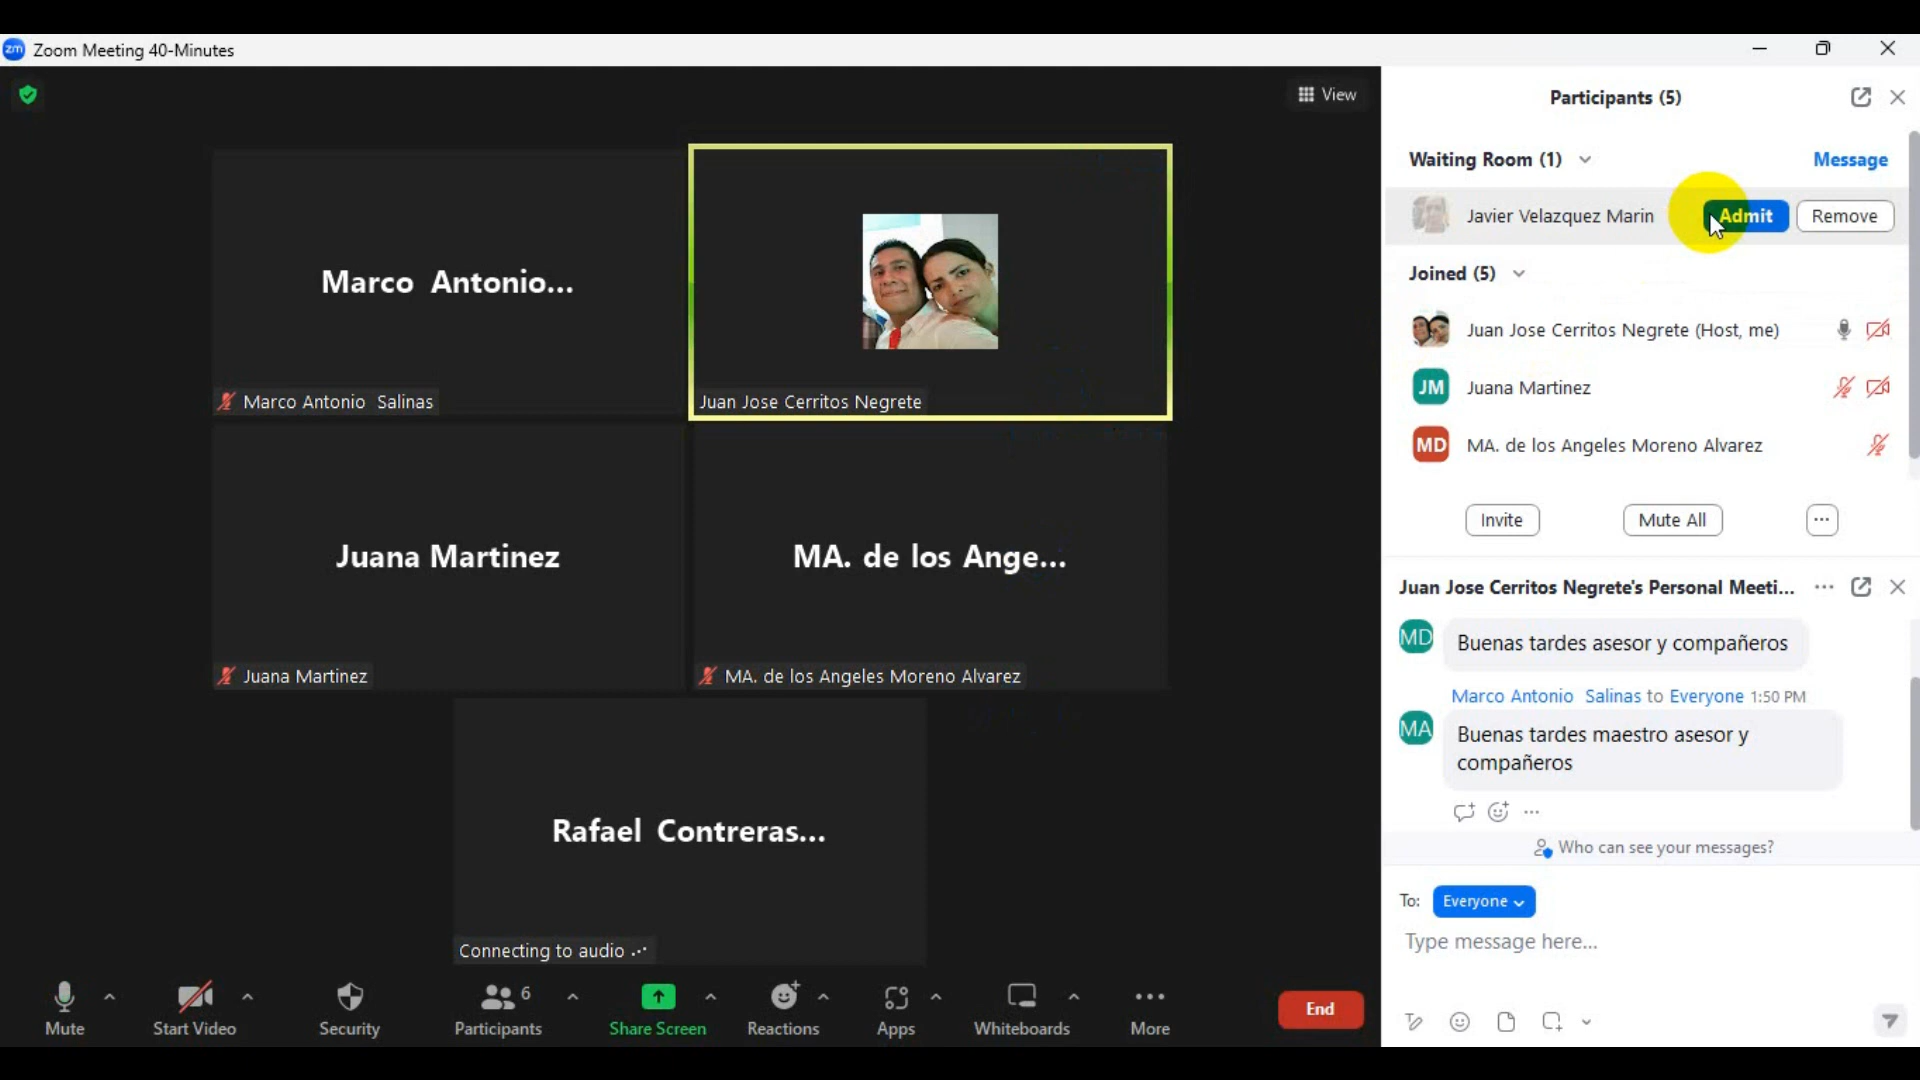 zm Zoom Meeting 40-Minutes
View
Marco Antonio...
Marco Antonio Salinas
Juan Jose Cerritos Negrete
Juana Martinez
Juana Martinez
MA. de los Ange...
MA. de los Angeles Moreno Alvarez
Rafael Contreras...
Connecting to audio
Mute
Start Video
Security
6
Participants
Share Screen
Reactions
Apps
Whiteboards
More
End
Participants (5)
Waiting Room (1)
Message
Javier Velazquez Marin
Admit
Remove
Joined (5)
Juan Jose Cerritos Negrete (Host, me)
JM Juana Martinez
MD MA. de los Angeles Moreno Alvarez
Invite
Mute All
Juan Jose Cerritos Negrete's Personal Meeti...
MD Buenas tardes asesor y compañeros
Marco Antonio Salinas to Everyone 1:50 PM
MA Buenas tardes maestro asesor y
compañeros
Who can see your messages?
To: Everyone
Type message here...